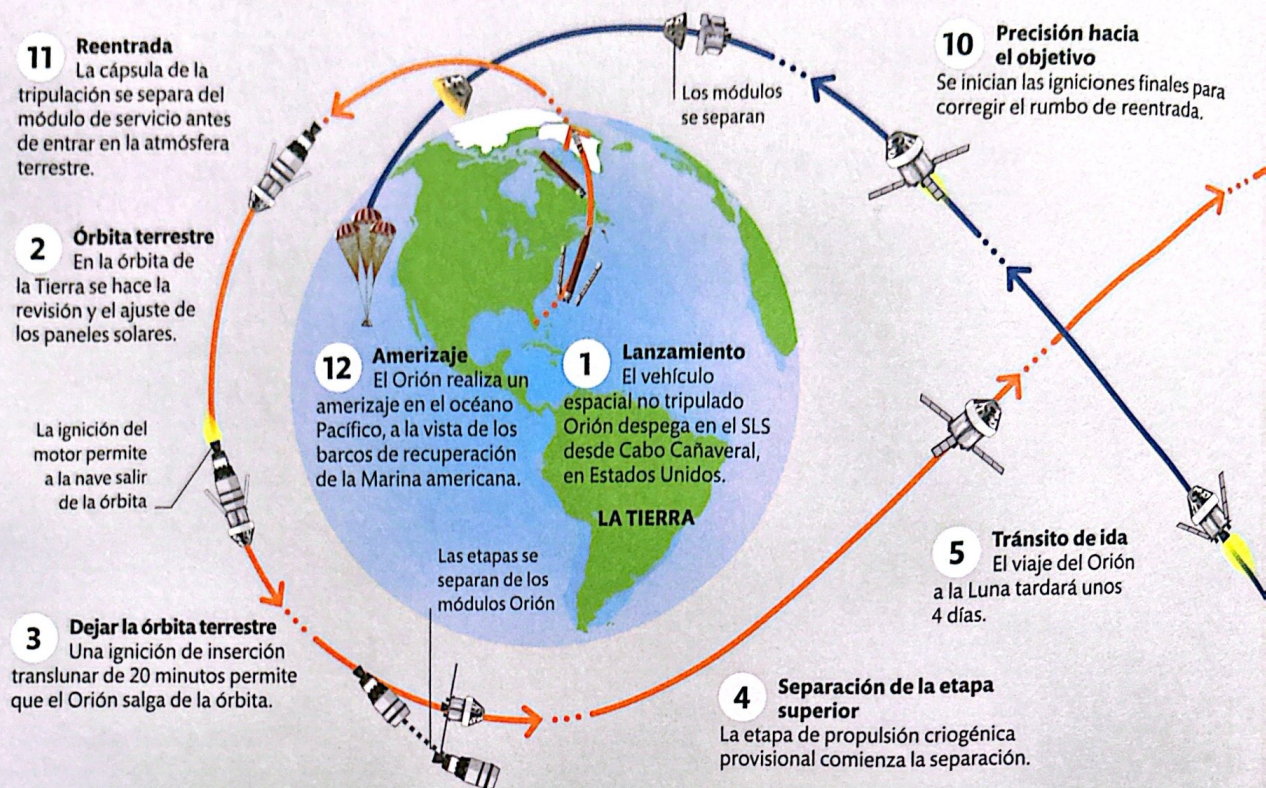 11 Reentrada
La cápsula de la
tripulación se separa del
módulo de servicio antes
de entrar en la atmósfera
terrestre.
2 Órbita terrestre
En la órbita de
la Tierra se hace la
revisión y el ajuste de
los paneles solares.
La ignición del
motor permite
a la nave salir
de la órbita
3 Dejar la órbita terrestre
Una ignición de inserción
translunar de 20 minutos permite
que el Orión salga de la órbita.
Los módulos
se separan
12 Amerizaje
El Orión realiza un
amerizaje en el océano
Pacífico, a la vista de los
barcos de recuperación
de la Marina americana.
1 Lanzamiento
El vehículo
espacial no tripulado
Orión despega en el SLS
desde Cabo Cañaveral,
en Estados Unidos.
LA TIERRA
Las etapas se
separan de los
módulos Orión
10 Precisión hacia
el objetivo
Se inician las igniciones finales para
corregir el rumbo de reentrada.
5 Tránsito de ida
El viaje del Orión
a la Luna tardará unos
4 días.
4 Separación de la etapa
superior
La etapa de propulsión criogénica
provisional comienza la separación.